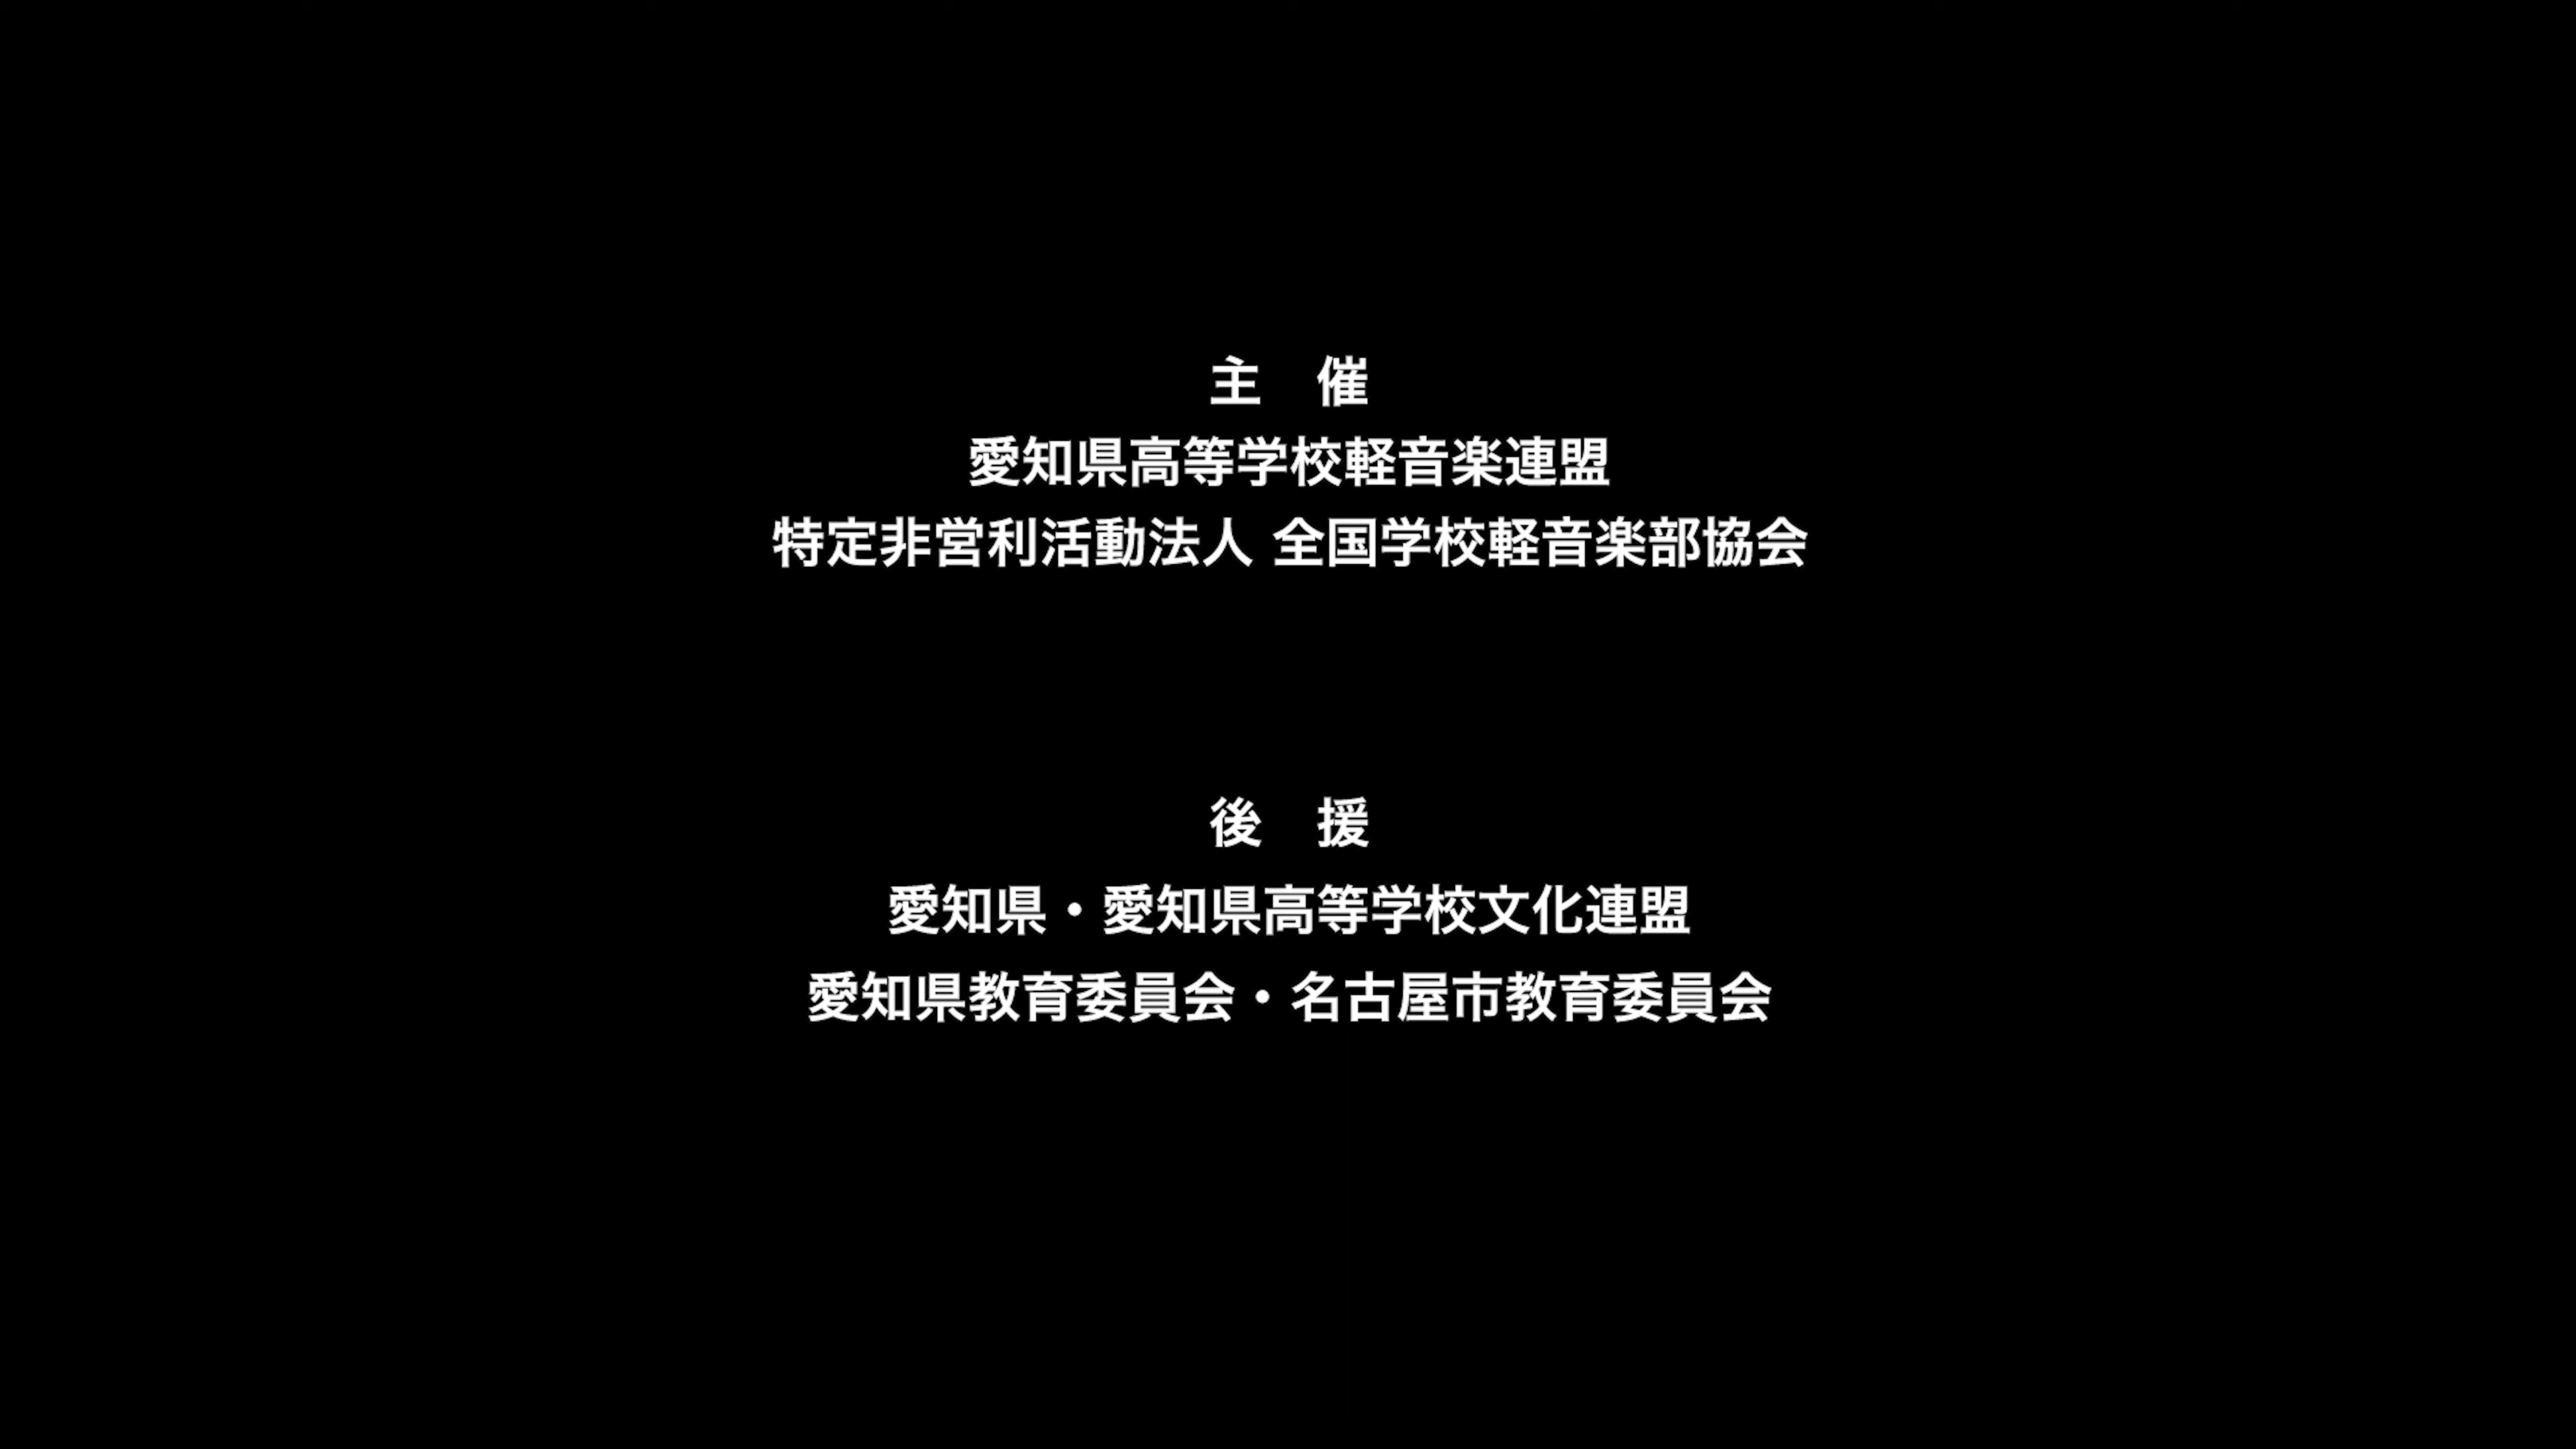 主　催
愛知県高等学校軽音楽連盟
特定非営利活動法人 全国学校軽音楽部協会
後　援
愛知県・愛知県高等学校文化連盟
愛知県教育委員会・名古屋市教育委員会